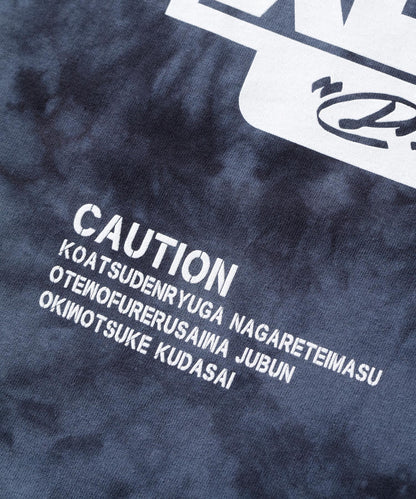 CAUTION
KOATSUDENRYUGA NAGARETEIMASU
OTEWOFURERUSAIWA JUBUN
OKIWOTSUKE KUDASAI